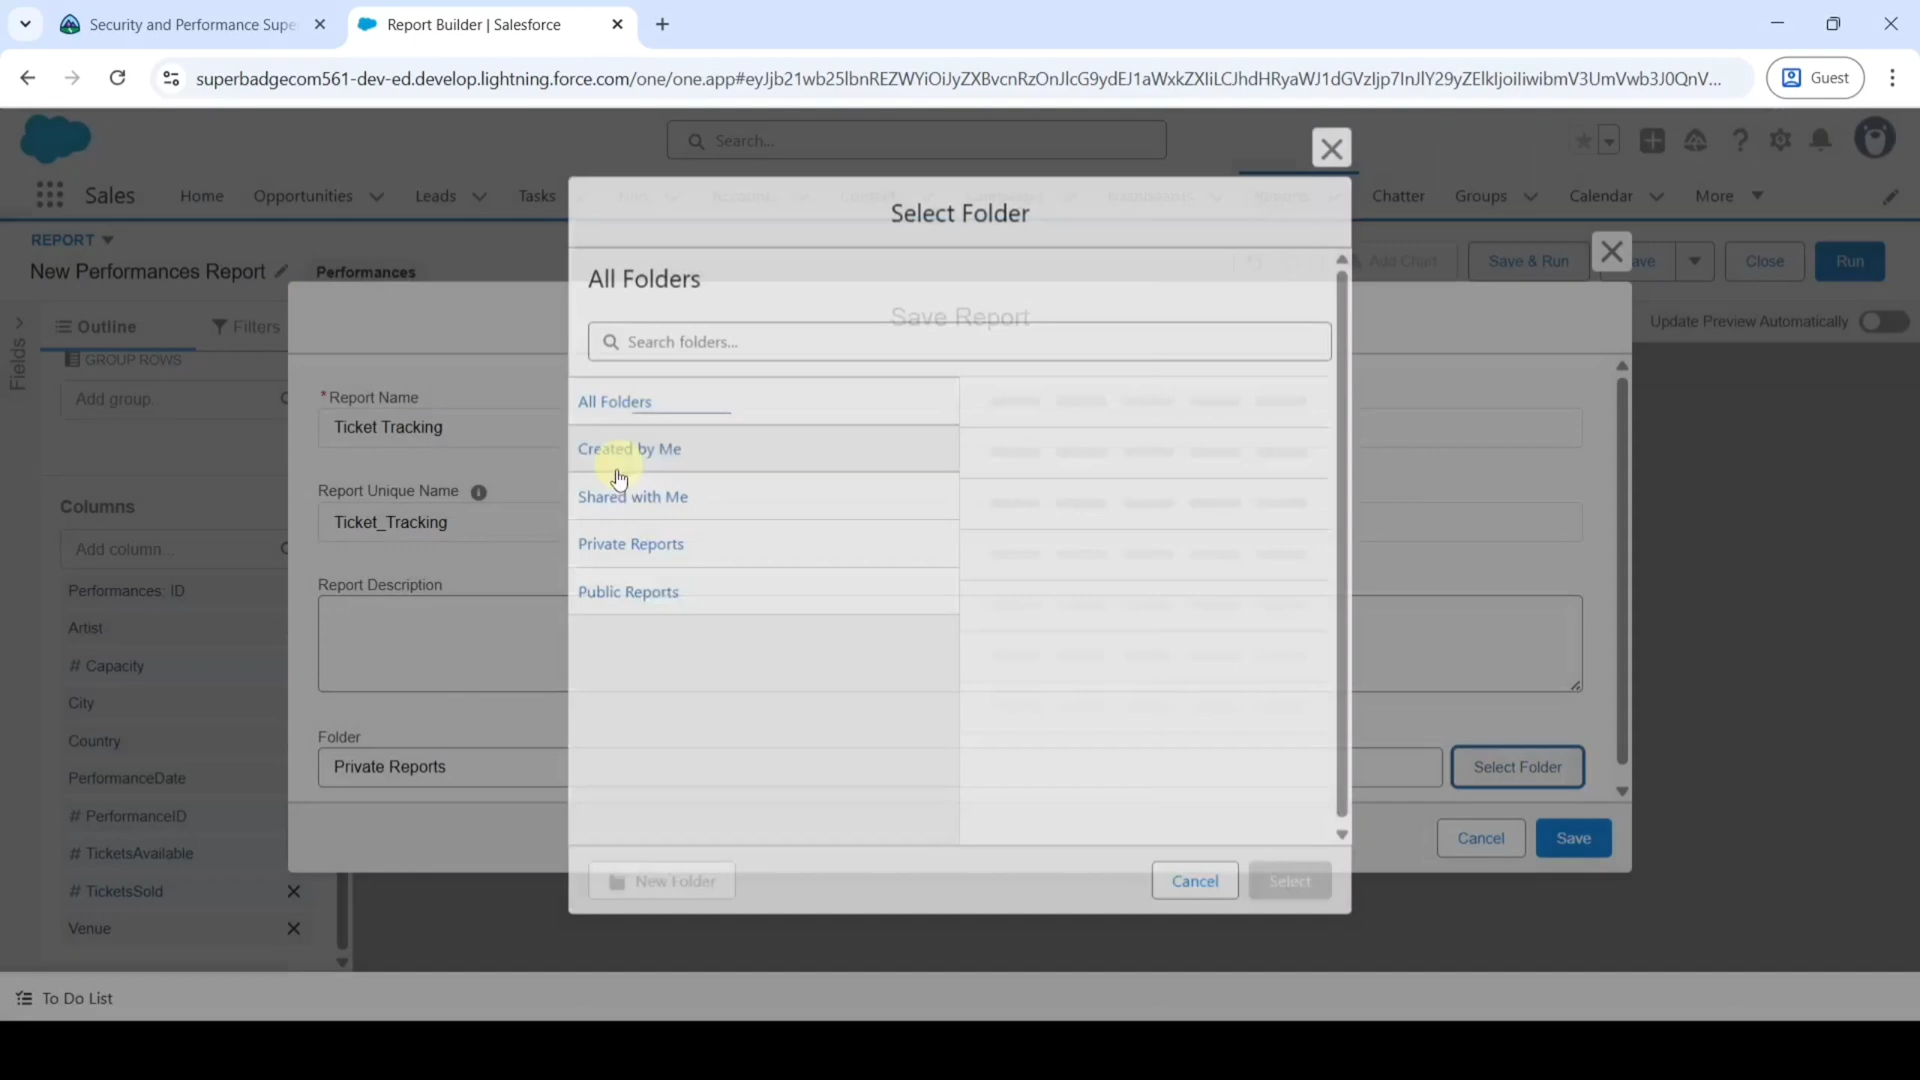 Security and Performance Supe
Report Builder | Salesforce
superbadgecom561-dev-ed.develop.lightning.force.com/one/one.app#eyJjb21wb25lbnREZWYiOiJyZXBvcnRzOnJlcG9ydEJ1aWxkZXIiLCJhdHRyaWJ1dGVzIjp7InJlY29yZElkIjoiIiwibmV3UmVwb3J0QnV...
Guest
Search...
Sales
Home
Opportunities
Leads
Tasks
Chatter
Groups
Calendar
More
REPORT
New Performances Report
Performances
Add Chart
Save & Run
ave
Close
Run
Fields
Outline
Filters
Update Preview Automatically
GROUP ROWS
Add group.
Columns
Add column...
Performances: ID
Artist
# Capacity
City
Country
PerformanceDate
# PerformanceID
# TicketsAvailable
# TicketsSold
Venue
Save Report
* Report Name
Ticket Tracking
Report Unique Name
Ticket_Tracking
Report Description
Folder
Private Reports
Select Folder
Cancel
Save
Select Folder
All Folders
Search folders...
All Folders
Created by Me
Shared with Me
Private Reports
Public Reports
New Folder
Cancel
Select
To Do List